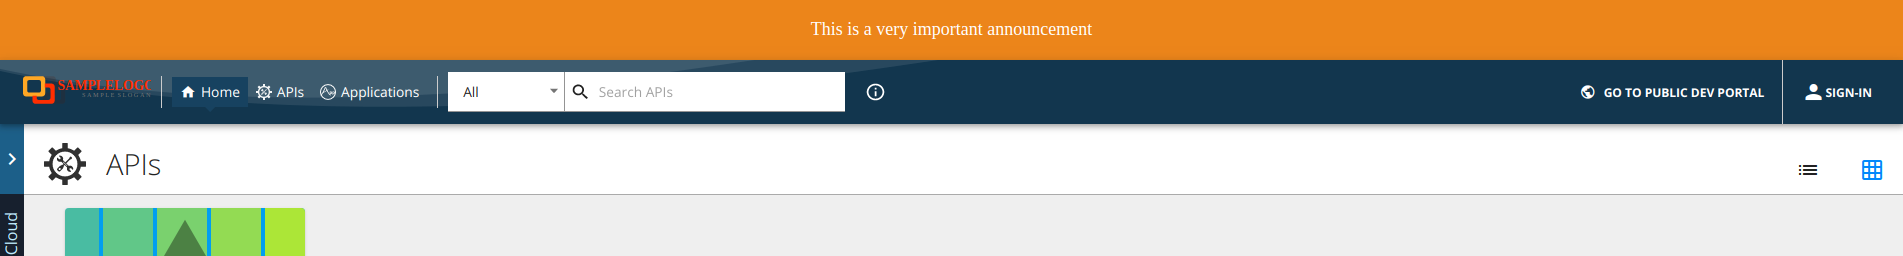 This is a very important announcement
SAMPLELOGO
SAMPLE SLOGAN
Home
APIs
Applications
All
Search APIs
GO TO PUBLIC DEV PORTAL
SIGN-IN
APIs
Cloud